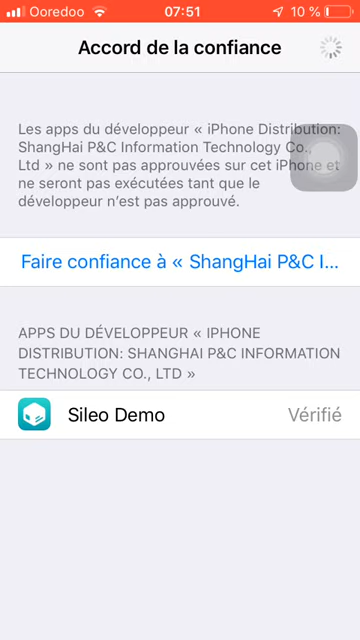 Ooredoo 07:51 10 %
Accord de la confiance
Les apps du développeur « iPhone Distribution:
ShangHai P&C Information Technology Co.,
Ltd » ne sont pas approuvées sur cet iPhone et
ne seront pas exécutées tant que le
développeur n'est pas approuvé.
Faire confiance à « ShangHai P&C I...
APPS DU DÉVELOPPEUR « IPHONE
DISTRIBUTION: SHANGHAI P&C INFORMATION
TECHNOLOGY CO., LTD »
Sileo Demo Vérifié